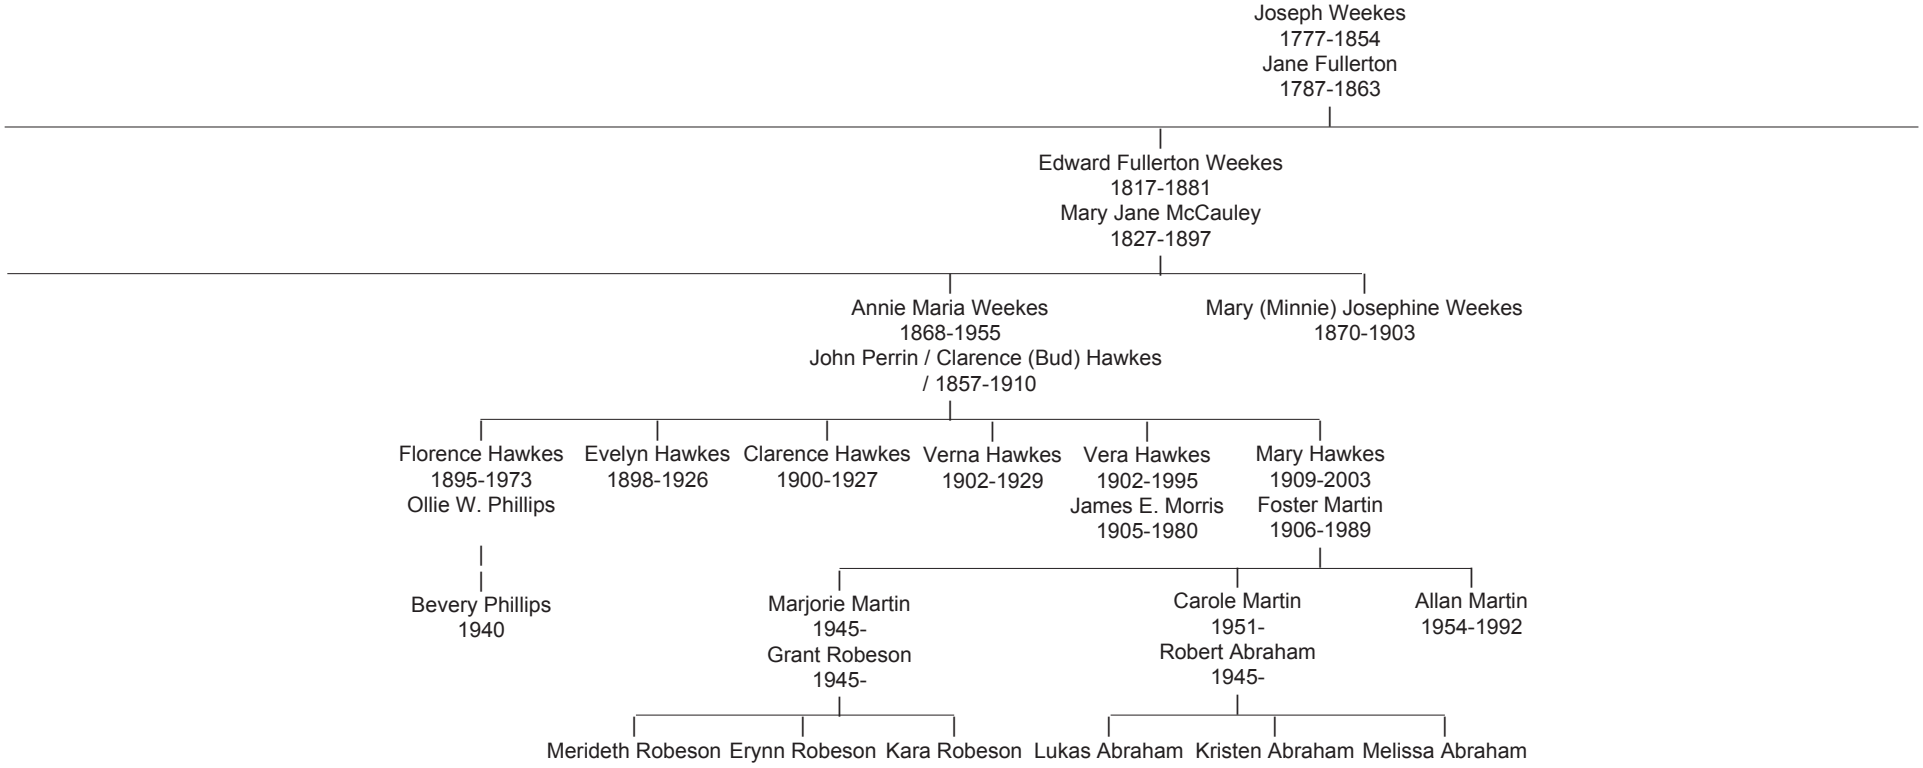 Joseph Weekes
1777-1854
Jane Fullerton
1787-1863
Edward Fullerton Weekes
1817-1881
Mary Jane McCauley
1827-1897
Annie Maria Weekes
1868-1955
John Perrin / Clarence (Bud) Hawkes
/ 1857-1910
Mary (Minnie) Josephine Weekes
1870-1903
Florence Hawkes
1895-1973
Ollie W. Phillips
Evelyn Hawkes
1898-1926
Clarence Hawkes
1900-1927
Verna Hawkes
1902-1929
Vera Hawkes
1902-1995
James E. Morris
1905-1980
Mary Hawkes
1909-2003
Foster Martin
1906-1989
Bevery Phillips
1940
Marjorie Martin
1945-
Grant Robeson
1945-
Carole Martin
1951-
Robert Abraham
1945-
Allan Martin
1954-1992
Merideth Robeson
Erynn Robeson
Kara Robeson
Lukas Abraham
Kristen Abraham
Melissa Abraham